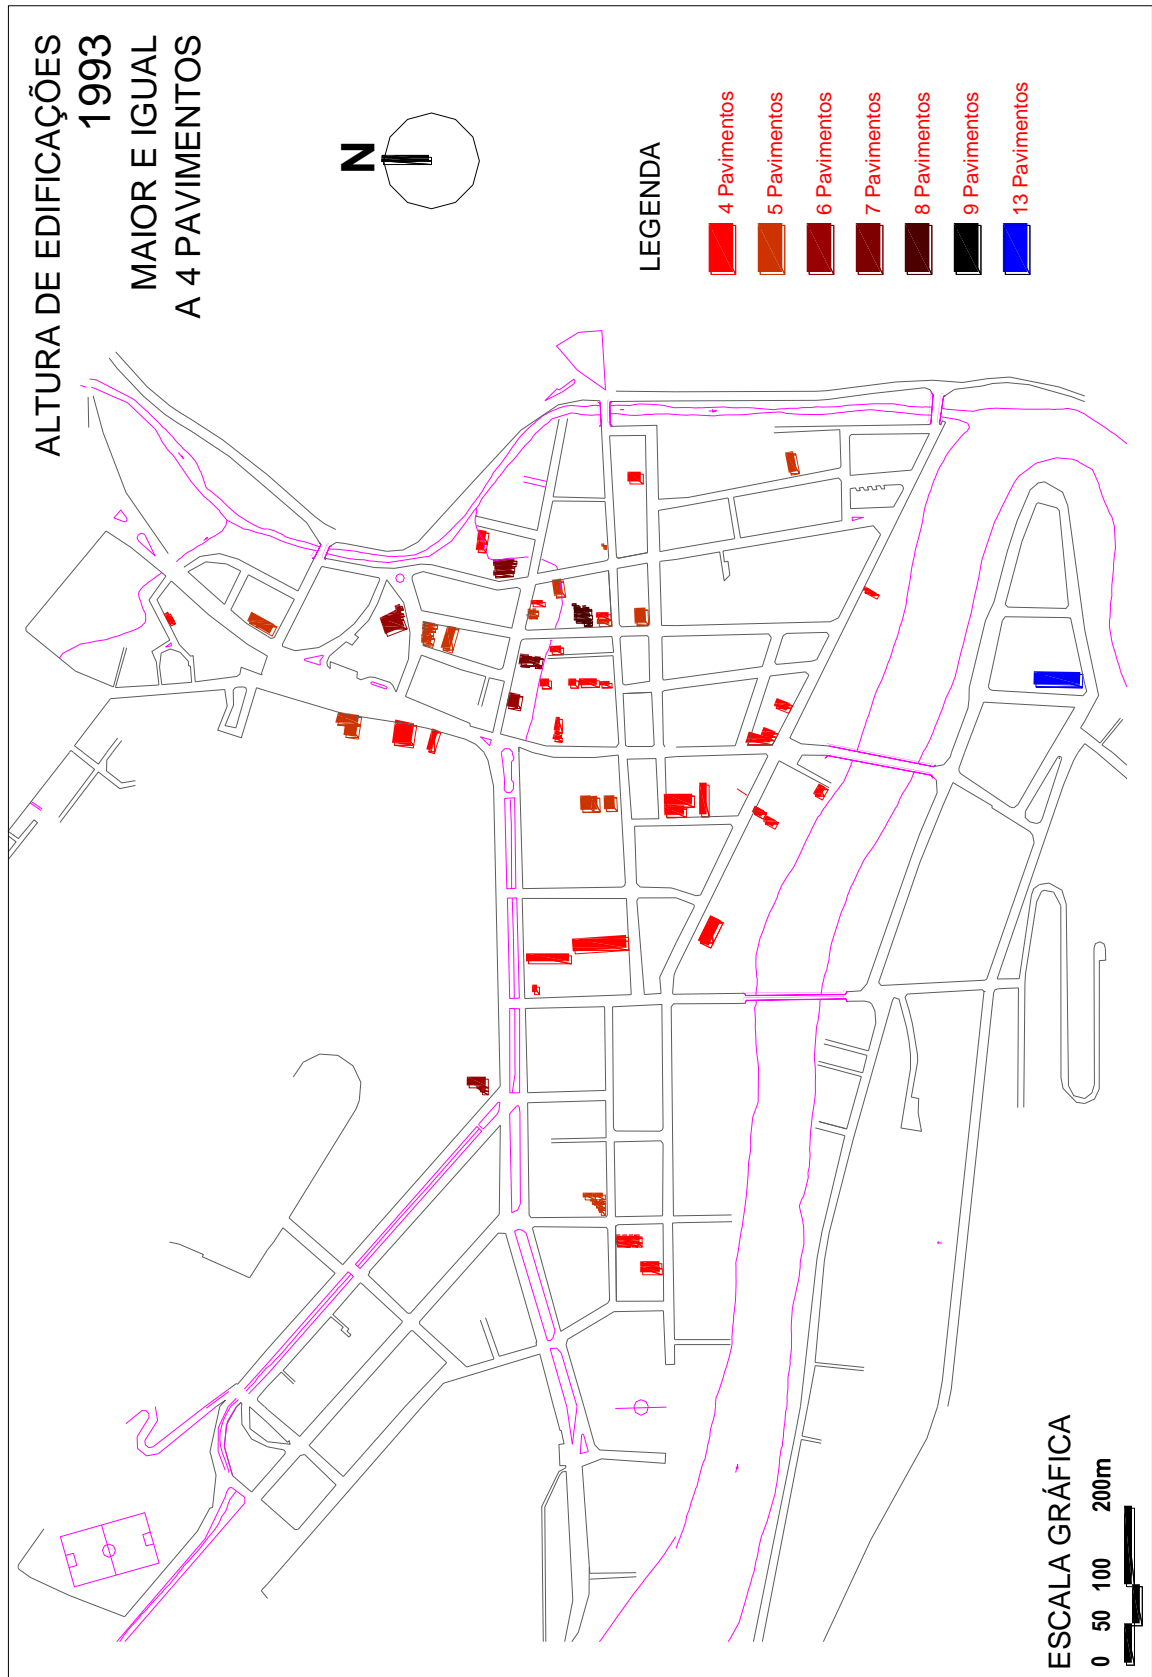 ALTURA DE EDIFICAÇÕES
1993
MAIOR E IGUAL
A 4 PAVIMENTOS
N
LEGENDA
4 Pavimentos
5 Pavimentos
6 Pavimentos
7 Pavimentos
8 Pavimentos
9 Pavimentos
13 Pavimentos
ESCALA GRÁFICA
0 50 100 200m